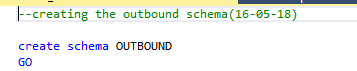 --creating the outbound schema(16-05-18)
create schema OUTBOUND
GO